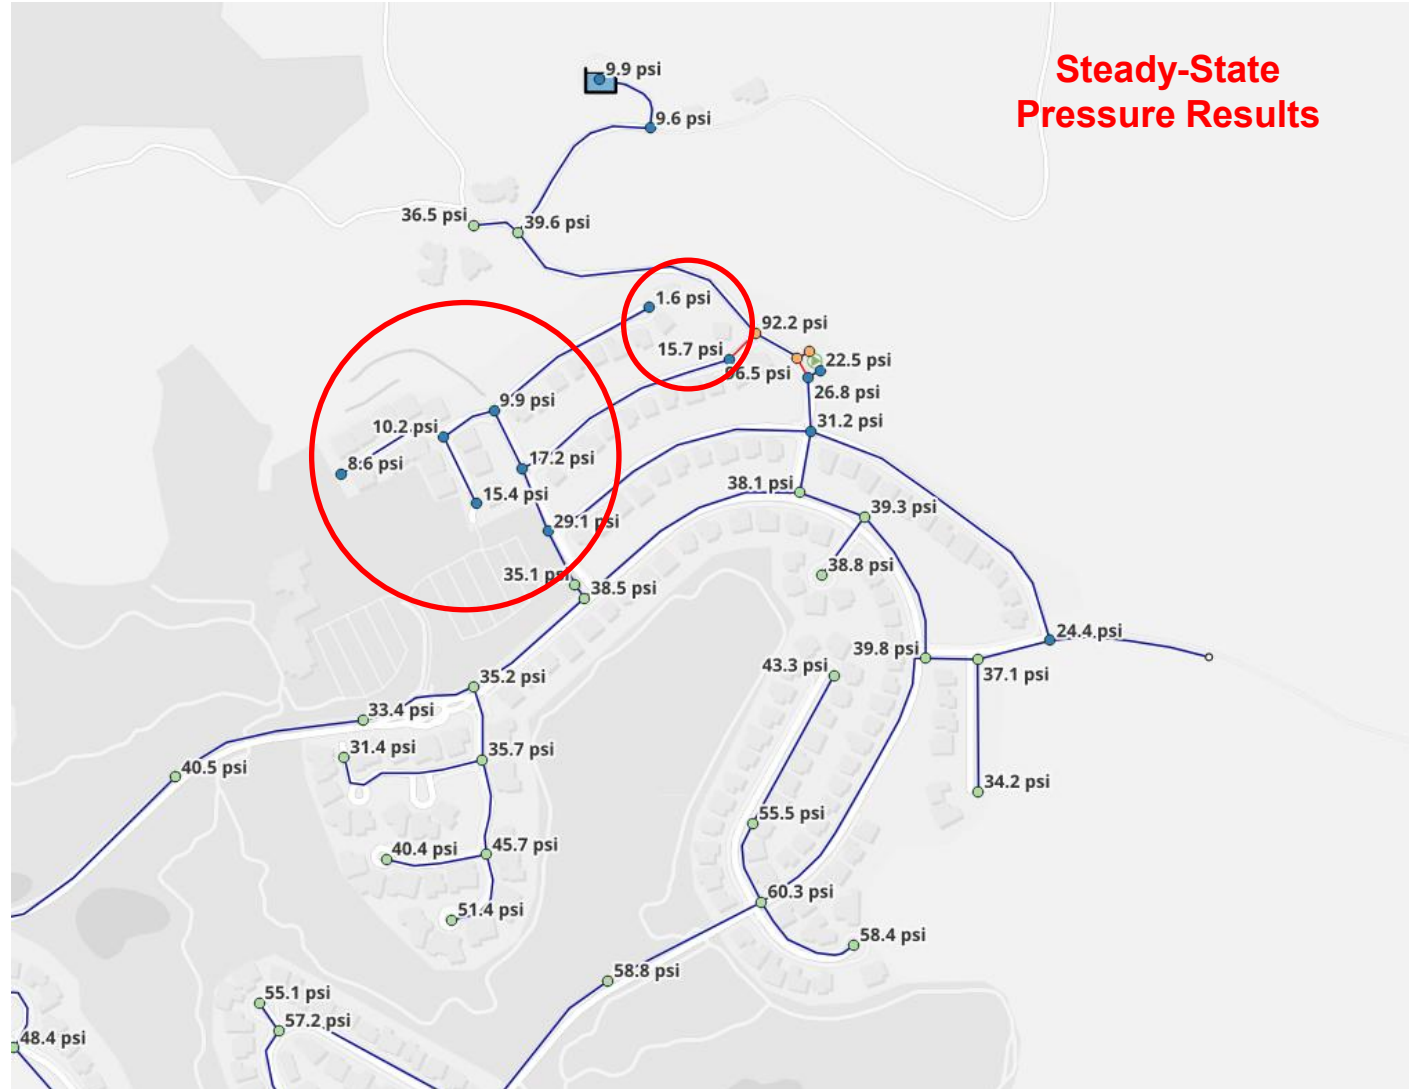 Steady-State
Pressure Results
9.9 psi
9.6 psi
36.5 psi
39.6 psi
1.6 psi
92.2 psi
15.7 psi
96.5 psi
22.5 psi
26.8 psi
9.9 psi
31.2 psi
10.2 psi
8.6 psi
17.2 psi
15.4 psi
38.1 psi
39.3 psi
29.1 psi
35.1 psi
38.5 psi
38.8 psi
24.4 psi
39.8 psi
43.3 psi
37.1 psi
35.2 psi
33.4 psi
31.4 psi
35.7 psi
40.5 psi
34.2 psi
55.5 psi
40.4 psi
45.7 psi
60.3 psi
51.4 psi
58.4 psi
58.8 psi
55.1 psi
57.2 psi
48.4 psi